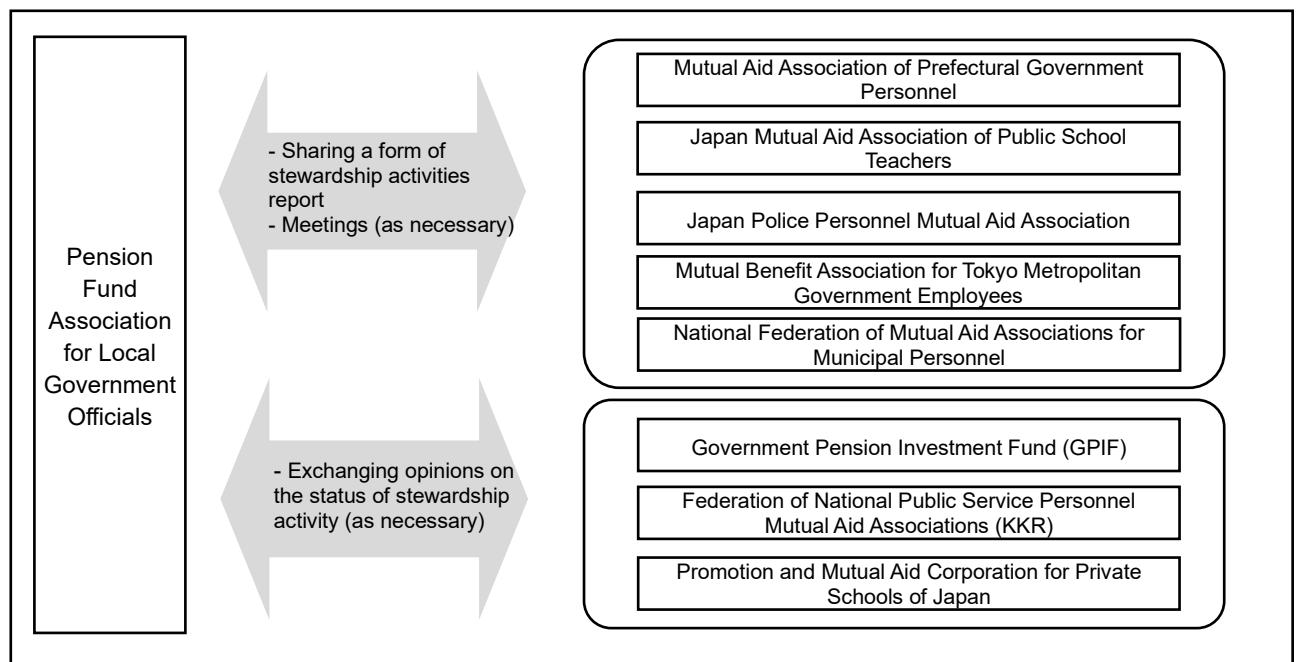 Pension
Fund
Association
for Local
Government
Officials
- Sharing a form of
stewardship activities
report
- Meetings (as necessary)
- Exchanging opinions on
the status of stewardship
activity (as necessary)
Mutual Aid Association of Prefectural Government
Personnel
Japan Mutual Aid Association of Public School
Teachers
Japan Police Personnel Mutual Aid Association
Mutual Benefit Association for Tokyo Metropolitan
Government Employees
National Federation of Mutual Aid Associations for
Municipal Personnel
Government Pension Investment Fund (GPIF)
Federation of National Public Service Personnel
Mutual Aid Associations (KKR)
Promotion and Mutual Aid Corporation for Private
Schools of Japan